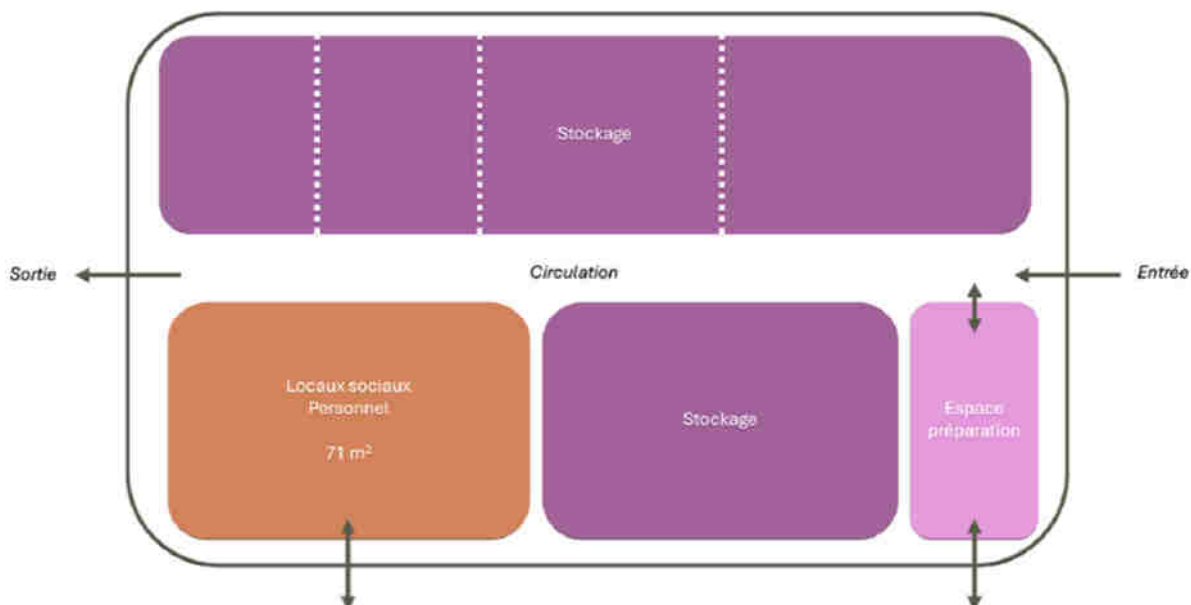 Stockage
Sortie
Circulation
Entrée
Locaux sociaux
Personnel
71 m²
Stockage
Espace
préparation